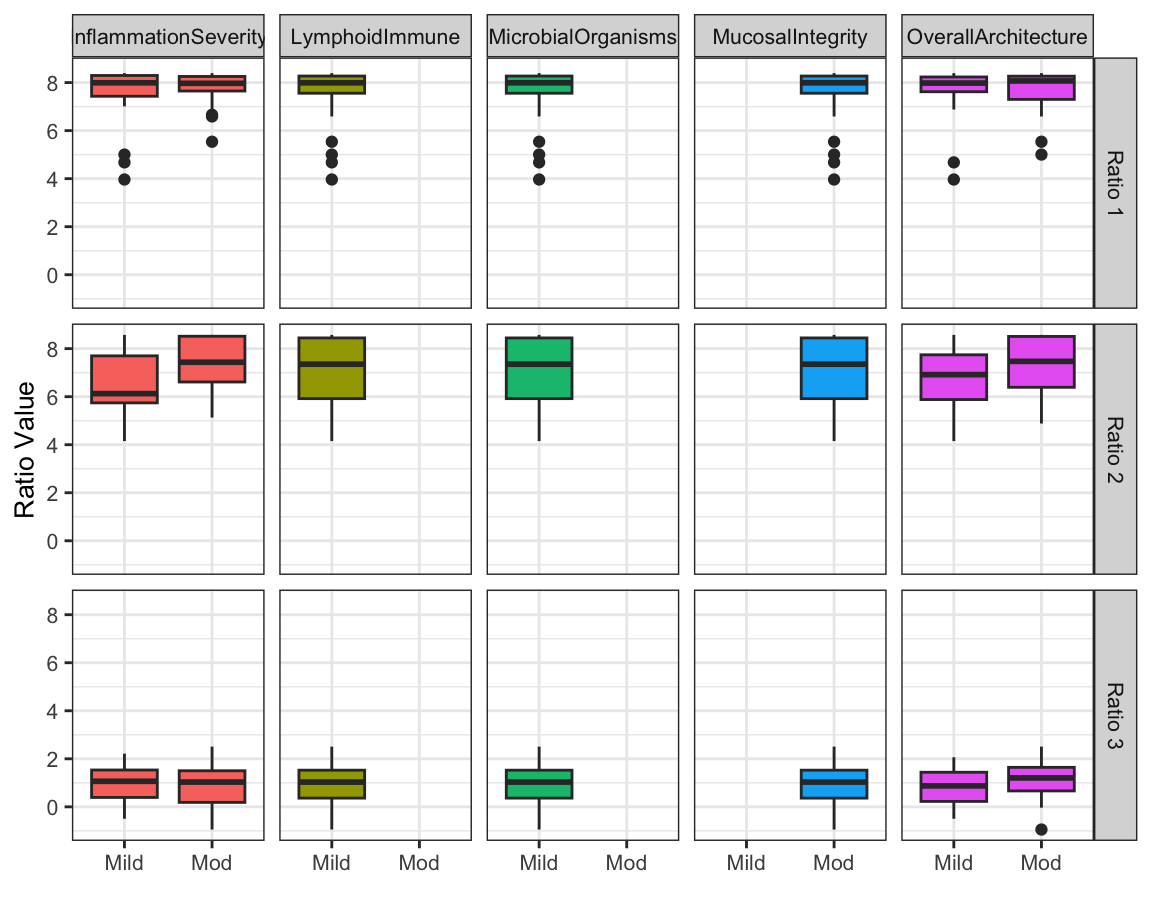 nflammationSeverity
LymphoidImmune
MicrobialOrganisms
MucosalIntegrity
OverallArchitecture
8
6
4
2
0
Ratio 1
8
6
4
2
0
Ratio 2
8
6
4
2
0
Ratio 3
Ratio Value
Mild Mod
Mild Mod
Mild Mod
Mild Mod
Mild Mod